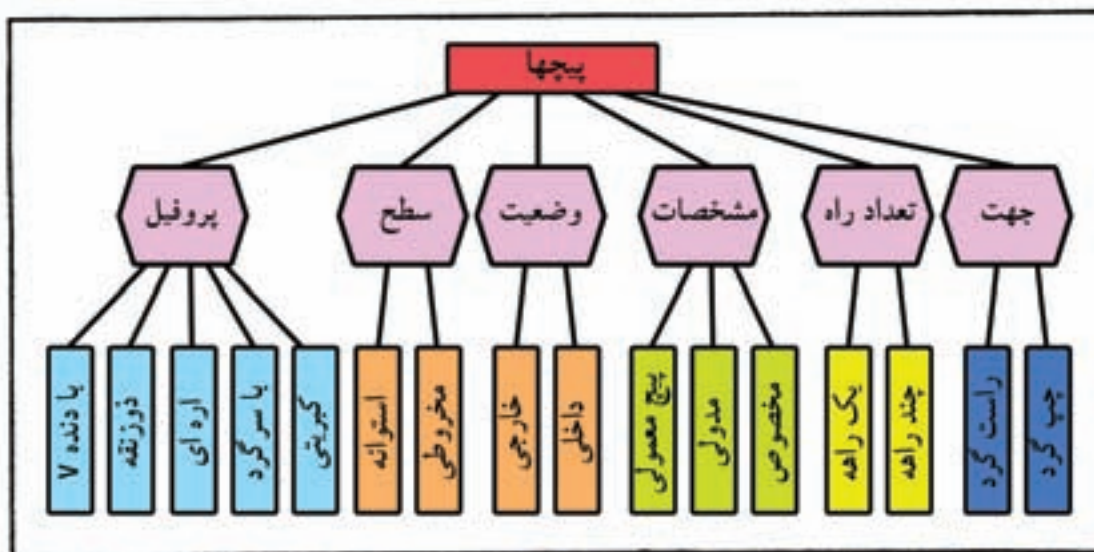 پیچها
جهت
تعداد راه
مشخصات
وضعیت
سطح
پروفیل
چپ گرد
راست گرد
چند راهه
یک راهه
مخصوص
مدولی
پیچ معمولی
داخلی
خارجی
مخروطی
استوانه
کبریتی
با سرگرد
اره ای
ذوزنقه
با دنده ۷